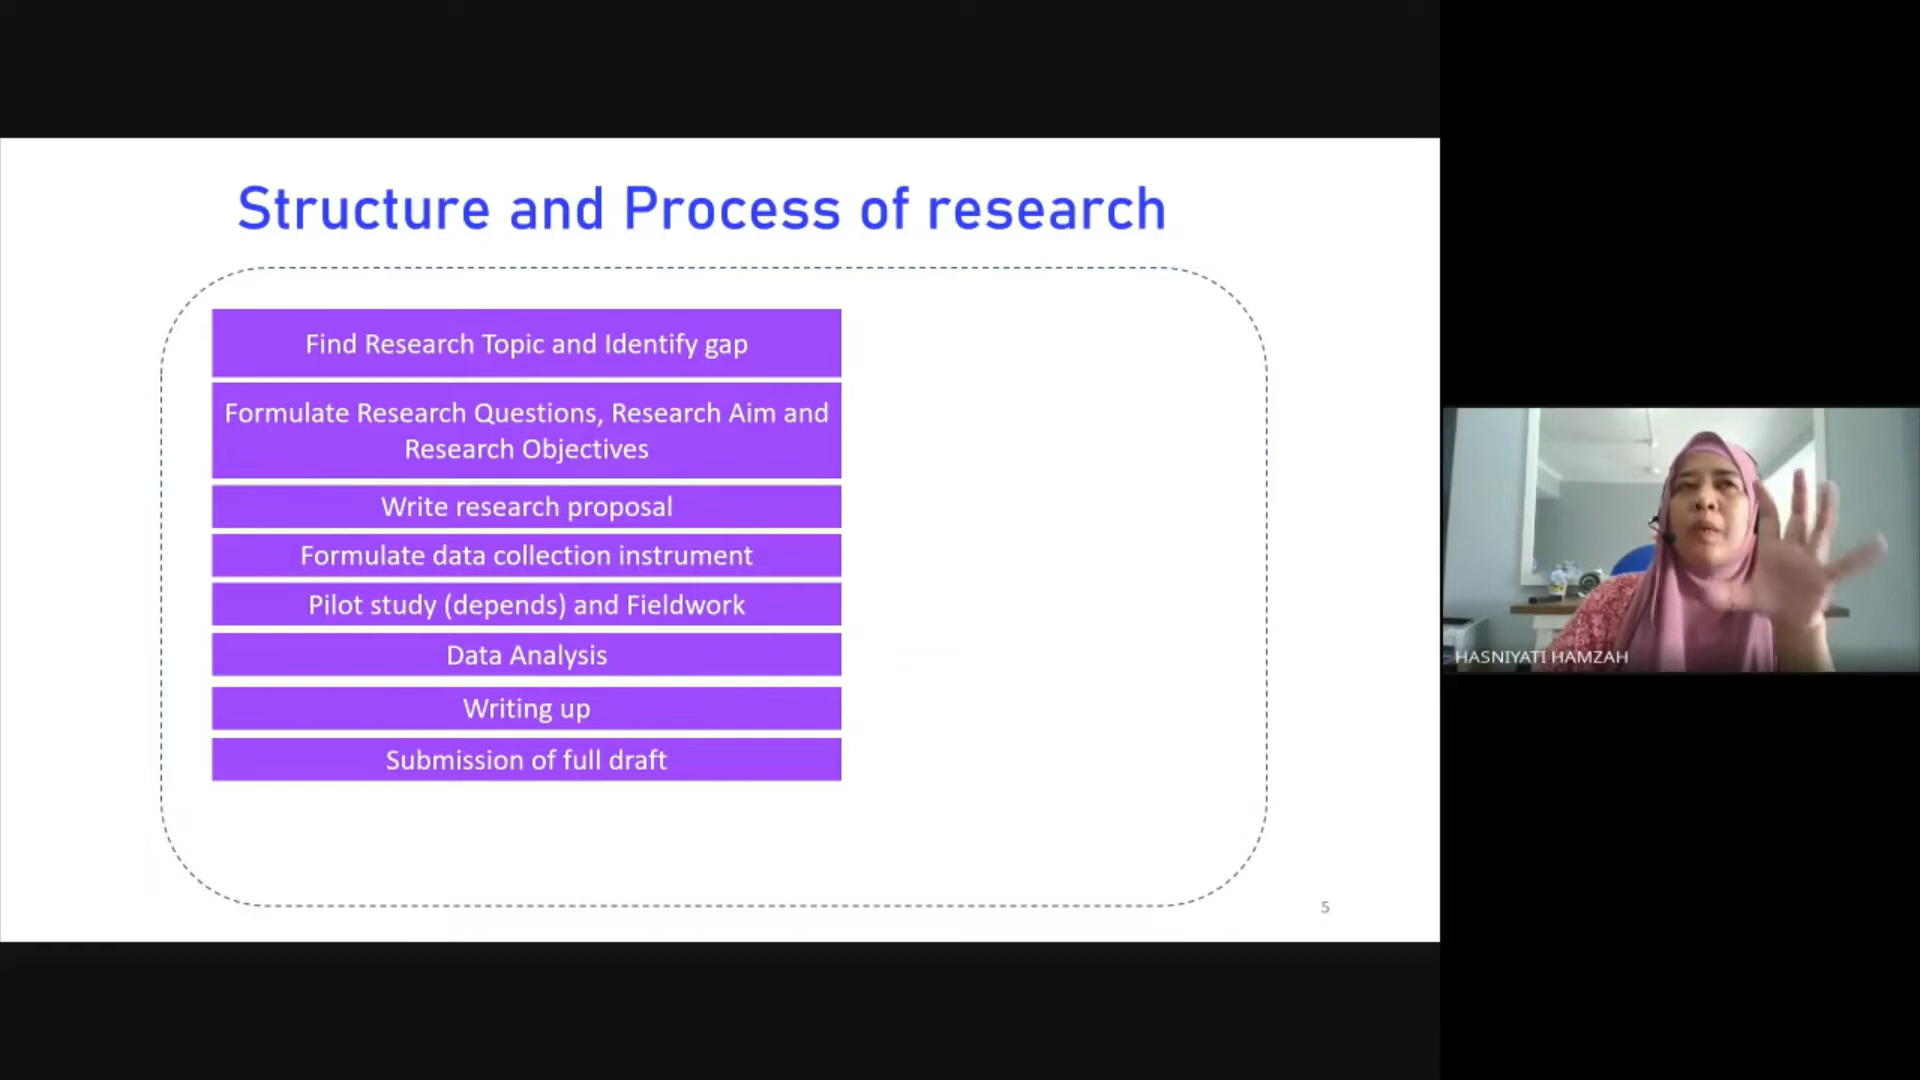 Structure and Process of research
Find Research Topic and Identify gap
Formulate Research Questions, Research Aim and
Research Objectives
Write research proposal
Formulate data collection instrument
Pilot study (depends) and Fieldwork
Data Analysis
Writing up
Submission of full draft
5
HASNIYATI HAMZAH